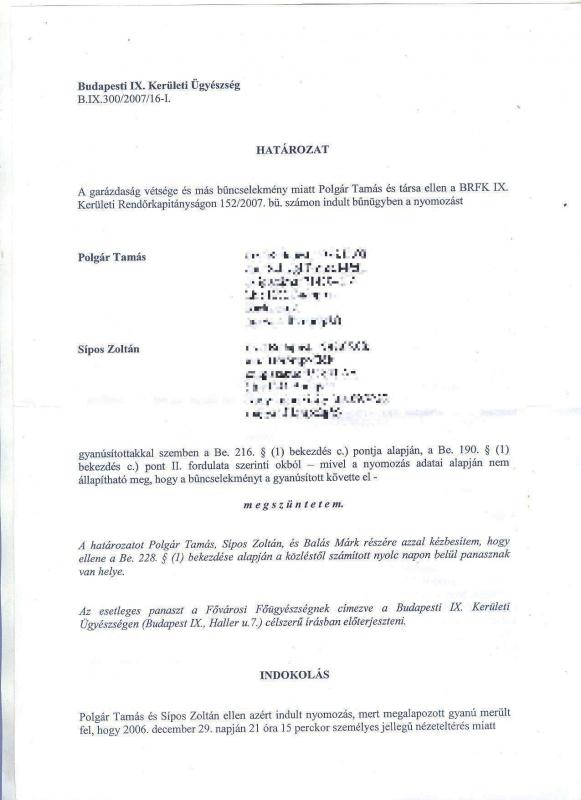 Budapesti IX. Kerületi Ügyészség
B.IX.300/2007/16-I.
HATÁROZAT
A garázdaság vétsége és más bűncselekmény miatt Polgár Tamás és társa ellen a BRFK IX.
Kerületi Rendőrkapitányságon 152/2007. bü. számon indult bűnügyben a nyomozást
Polgár Tamás
Sípos Zoltán
gyanúsítottakkal szemben a Be. 216. § (1) bekezdés c.) pontja alapján, a Be. 190. § (1)
bekezdés c.) pont II. fordulata szerinti okból – mivel a nyomozás adatai alapján nem
állapítható meg, hogy a bűncselekményt a gyanúsított követte el -
m e g s z ü n t e t e m.
A határozatot Polgár Tamás, Sípos Zoltán, és Balás Márk részére azzal kézbesítem, hogy
ellene a Be. 228. § (1) bekezdése alapján a közléstől számított nyolc napon belül panasznak
van helye.
Az esetleges panaszt a Fővárosi Főügyészségnek címezve a Budapesti IX. Kerületi
Ügyészségen (Budapest IX., Haller u.7.) célszerű írásban előterjeszteni.
INDOKOLÁS
Polgár Tamás és Sípos Zoltán ellen azért indult nyomozás, mert megalapozott gyanú merült
fel, hogy 2006. december 29. napján 21 óra 15 perckor személyes jellegű nézeteltérés miatt